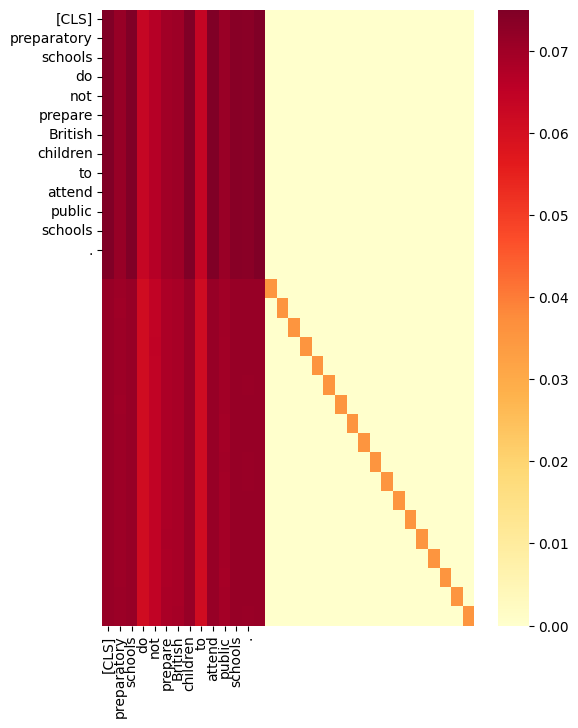 [CLS]
preparatory
schools
do
not
prepare
British
children
to
attend
public
schools
.
0.07
0.06
0.05
0.04
0.03
0.02
0.01
0.00
[CLS]
preparatory
schools
do
not
prepare
British
children
to
attend
public
schools
.